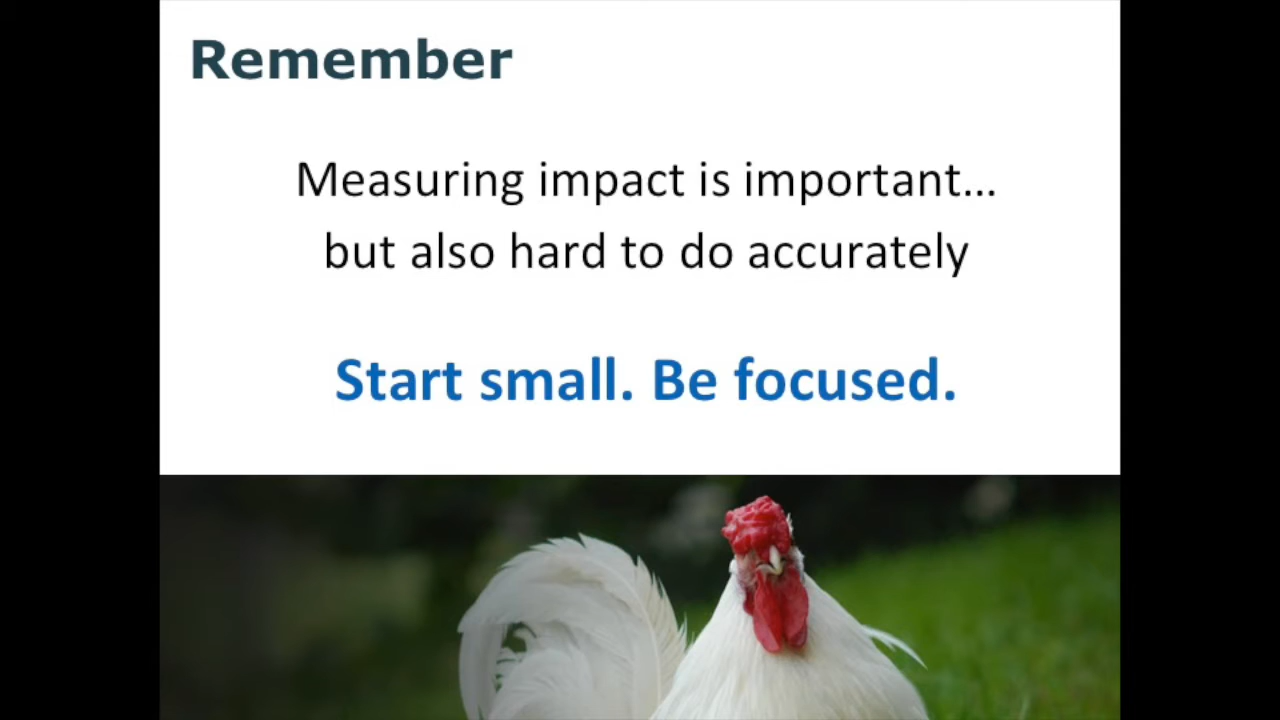 Remember
Measuring impact is important...
but also hard to do accurately
Start small. Be focused.